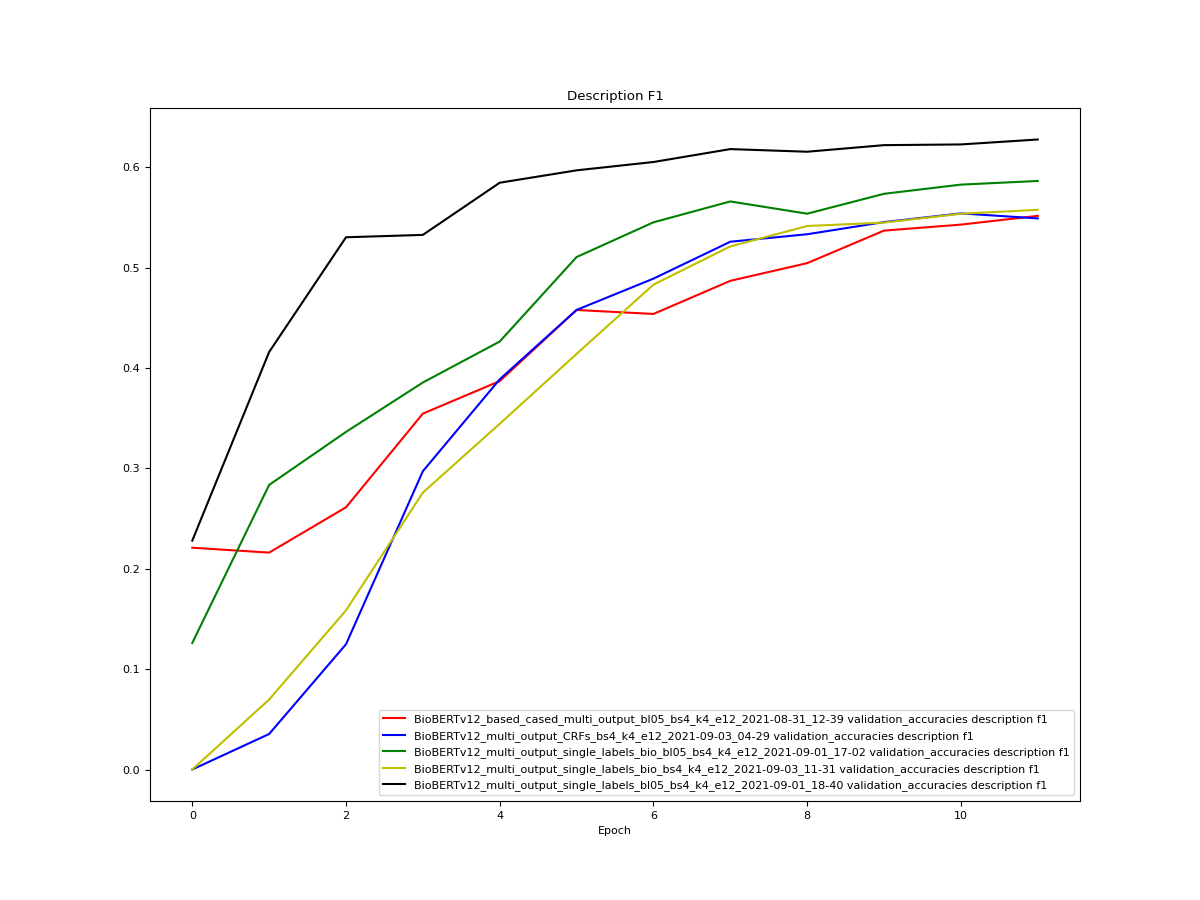 Description F1
0.6
0.5
0.4
0.3
0.2
0.1
0.0
BioBERTv12_based_cased_multi_output_bl05_bs4_k4_e12_2021-08-31_12-39 validation_accuracies description f1
BioBERTv12_multi_output_CRFs_bs4_k4_e12_2021-09-03_04-29 validation_accuracies description f1
BioBERTv12_multi_output_single_labels_bio_bl05_bs4_k4_e12_2021-09-01_17-02 validation_accuracies description f1
BioBERTv12_multi_output_single_labels_bio_bs4_k4_e12_2021-09-03_11-31 validation_accuracies description f1
BioBERTv12_multi_output_single_labels_bl05_bs4_k4_e12_2021-09-01_18-40 validation_accuracies description f1
0 2 4 6 8 10
Epoch